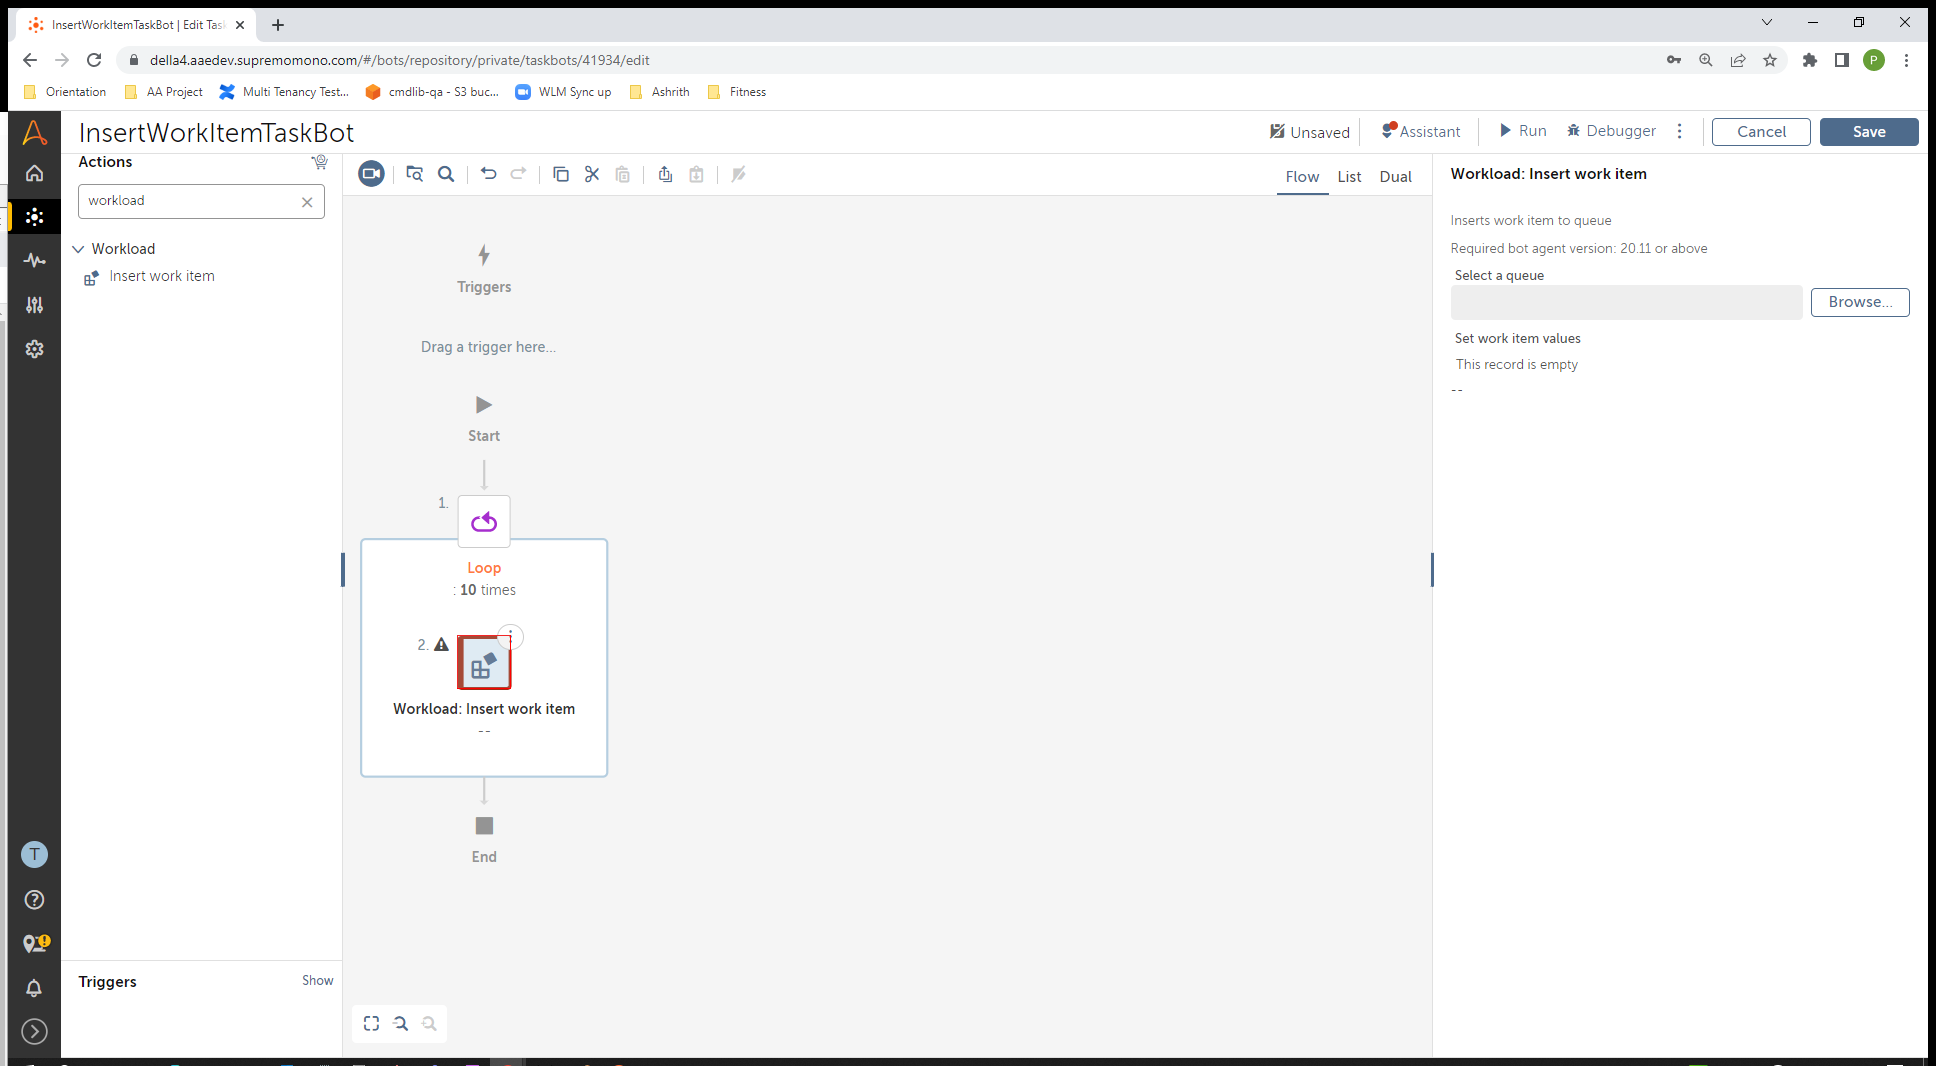 InsertWorkItemTaskBot | Edit Tas
della4.aaedev.supremomono.com/#/bots/repository/private/taskbots/41934/edit
P
Orientation
AA Project
Multi Tenancy Test...
cmdlib-qa - S3 buc...
WLM Sync up
Ashrith
Fitness
InsertWorkItemTaskBot
Unsaved
Assistant
Run
Debugger
Cancel
Save
Actions
workload
Workload
Insert work item
Flow
List
Dual
Triggers
Drag a trigger here...
Start
1.
Loop
: 10 times
2.
Workload: Insert work item
--
End
Workload: Insert work item
Inserts work item to queue
Required bot agent version: 20.11 or above
Select a queue
Browse...
Set work item values
This record is empty
--
T
Triggers
Show